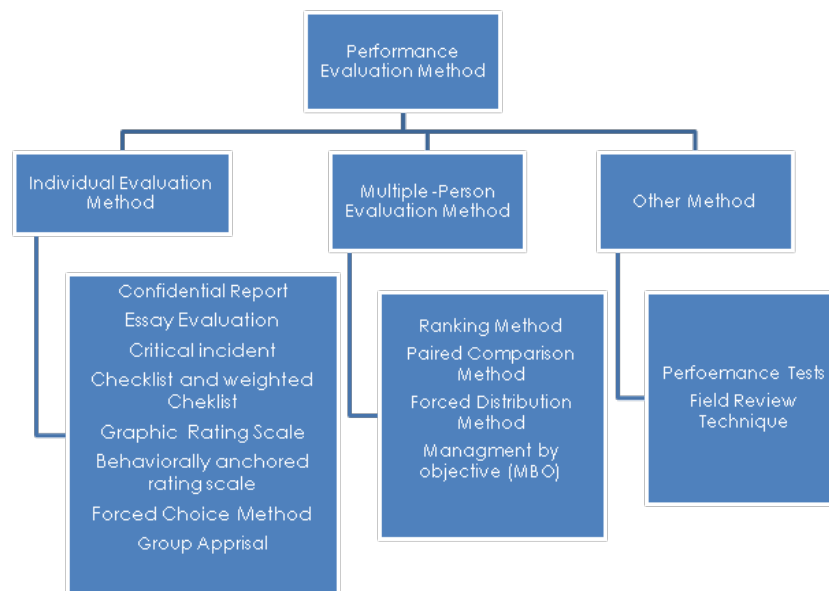 Performance
Evaluation Method
Individual Evaluation
Method
Multiple -Person
Evaluation Method
Other Method
Confidential Report
Essay Evaluation
Critical incident
Checklist and weighted
Cheklist
Graphic Rating Scale
Behaviorally anchored
rating scale
Forced Choice Method
Group Apprisal
Ranking Method
Paired Comparison
Method
Forced Distribution
Method
Managment by
objective (MBO)
Perfoemance Tests
Field Review
Technique